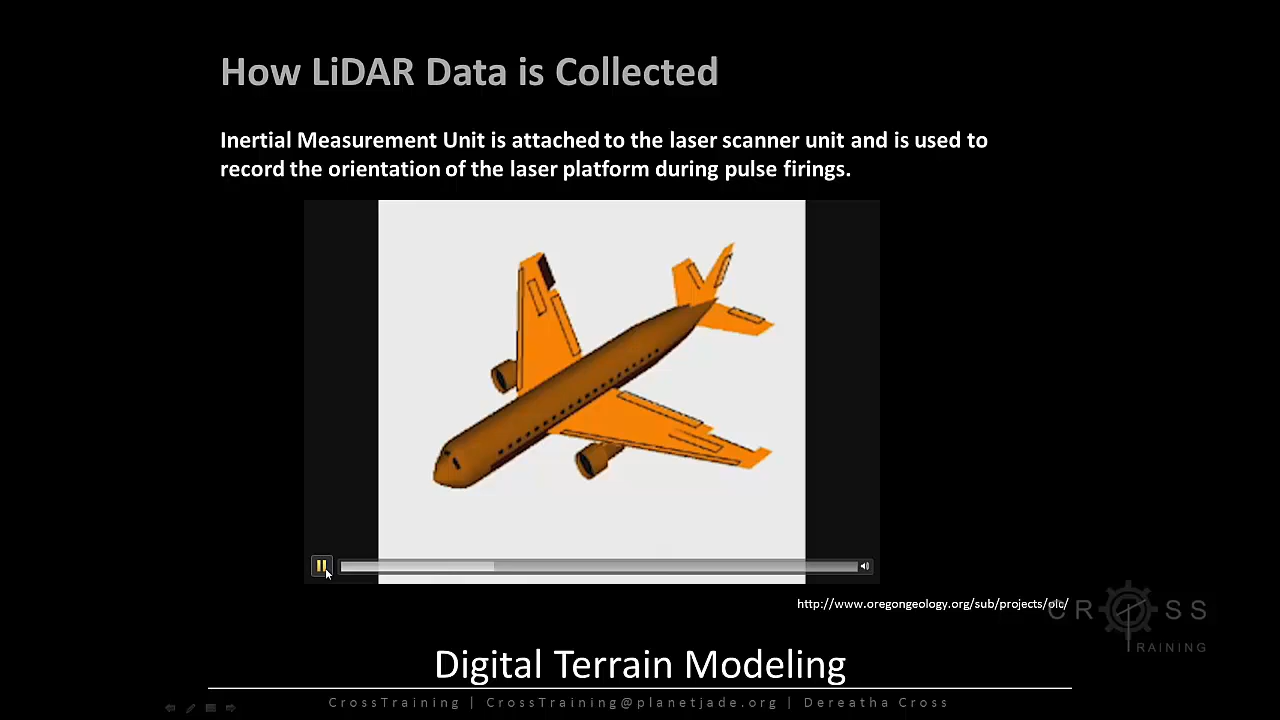 How LiDAR Data is Collected
Inertial Measurement Unit is attached to the laser scanner unit and is used to
record the orientation of the laser platform during pulse firings.
http://www.oregongeology.org/sub/projects/olc/
CROSS
TRAINING
Digital Terrain Modeling
CrossTraining | CrossTraining@planetjade.org | Dereatha Cross